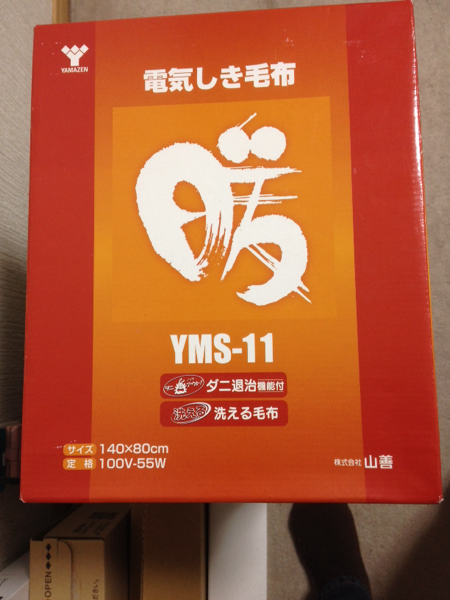 YAMAZEN
電気しき毛布
暖
YMS-11
ダニ退治機能付
洗える 洗える毛布
サイズ 140×80cm
定格 100V-55W
株式会社 山善
OPEN